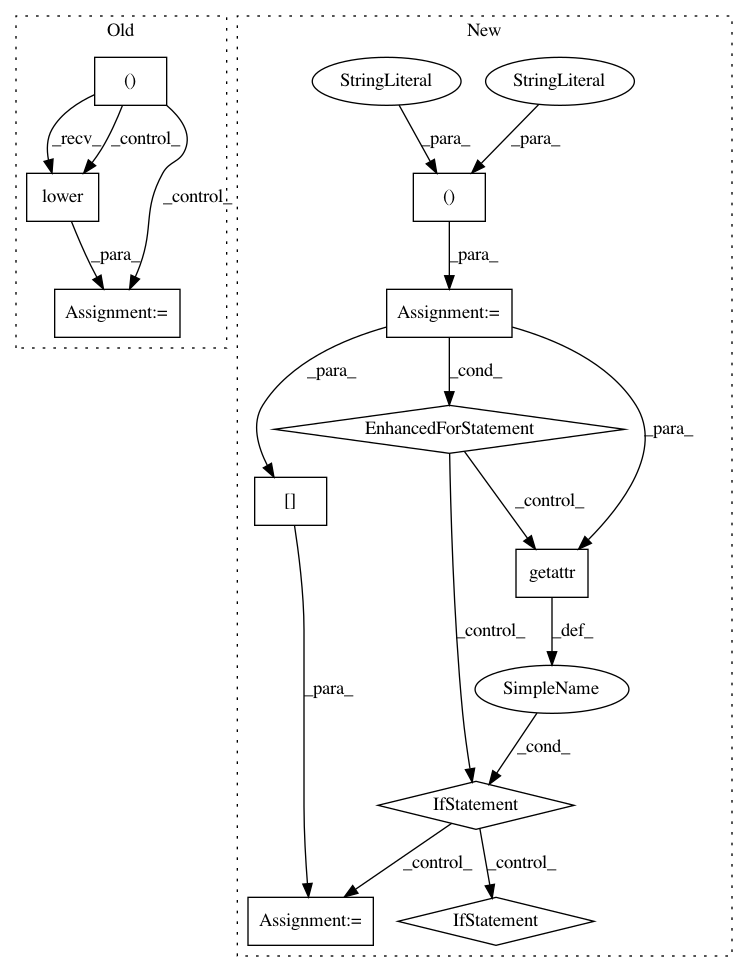 Old
New
()
StringLiteral
StringLiteral
_recv_
_control_
_para_
_para_
lower
_control_
()
_para_
_para_
Assignment:=
Assignment:=
_para_
_cond_
_para_
EnhancedForStatement
[]
_control_
getattr
_control_
_def_
_para_
SimpleName
_cond_
IfStatement
_control_
_control_
Assignment:=
IfStatement